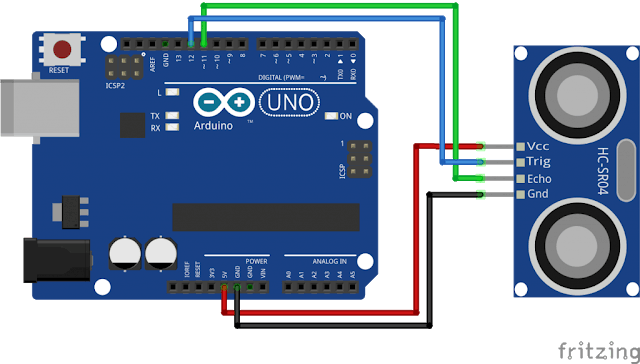 RESET
ICSP2
AREF
GND
13
12
~11
~10
~9
8
7
~6
~5
4
~3
2
TX0 ▶1
RX0 ◀0
DIGITAL (PWM=
L
TX
RX
UNO
Arduino
TM
ON
1
ICSP
POWER
ANALOG IN
IOREF
RESET
3V3
5V
GND
GND
VIN
A0
A1
A2
A3
A4
A5
Vcc
Trig
Echo
Gnd
HC-SR04
fritzing